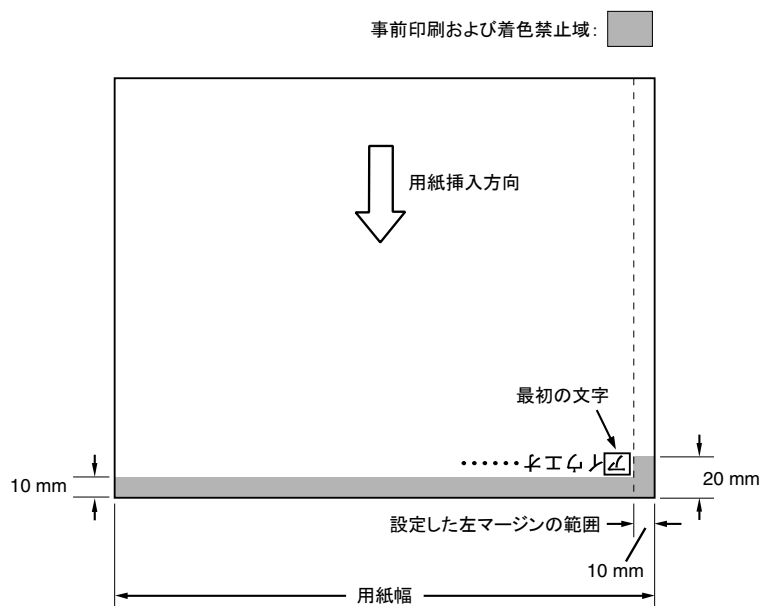 事前印刷および着色禁止域：
用紙挿入方向
最初の文字
アイウエオ‥‥‥
10 mm
20 mm
設定した左マージンの範囲
10 mm
用紙幅